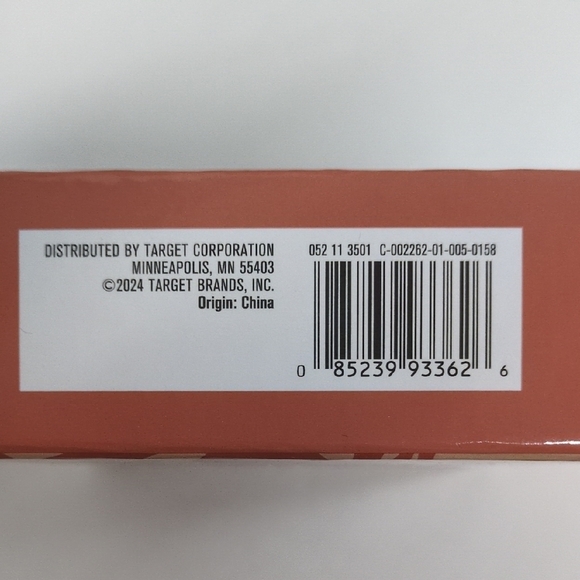 DISTRIBUTED BY TARGET CORPORATION
MINNEAPOLIS, MN 55403
©2024 TARGET BRANDS, INC.
Origin: China
052 11 3501 C-002262-01-005-0158
0 85239 93362 6